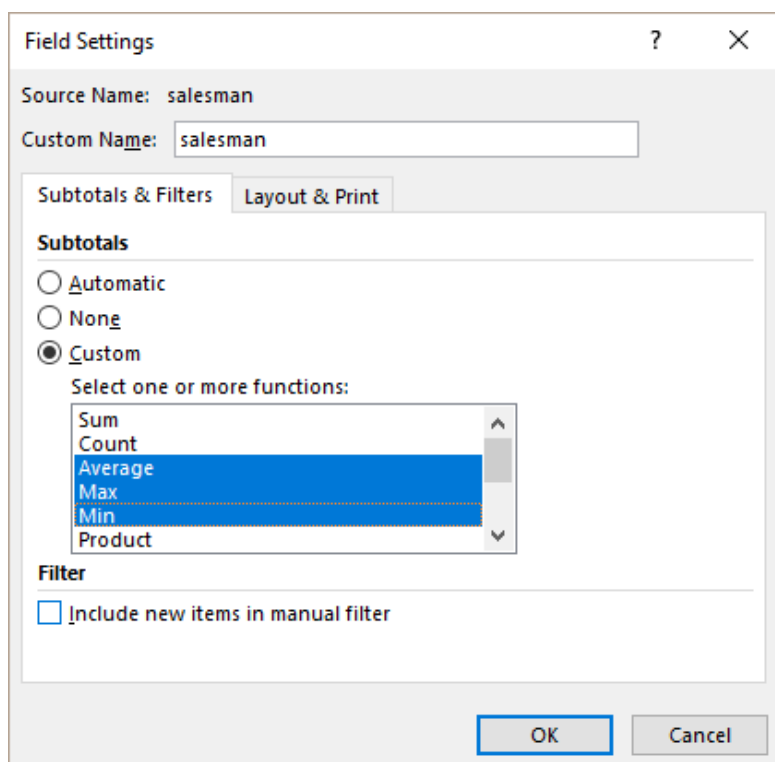 Field Settings ? ✕
Source Name: salesman
Custom Name: salesman
Subtotals & Filters Layout & Print
Subtotals
Automatic
None
Custom
Select one or more functions:
Sum
Count
Average
Max
Min
Product
Filter
Include new items in manual filter
OK Cancel